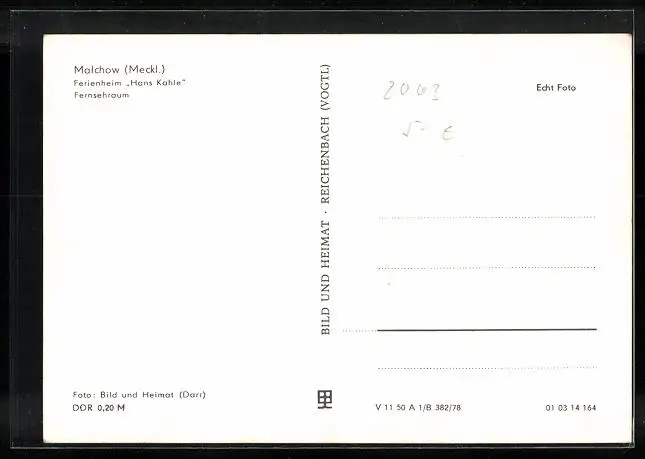 Malchow (Meckl.)
Ferienheim „Hans Kahle"
Fernsehraum
BILD UND HEIMAT · REICHENBACH (VOGTL)
Echt Foto
5- €
Foto: Bild und Heimat (Darr)
DDR 0,20 M
V 11 50 A 1/B 382/78
01 03 14 164